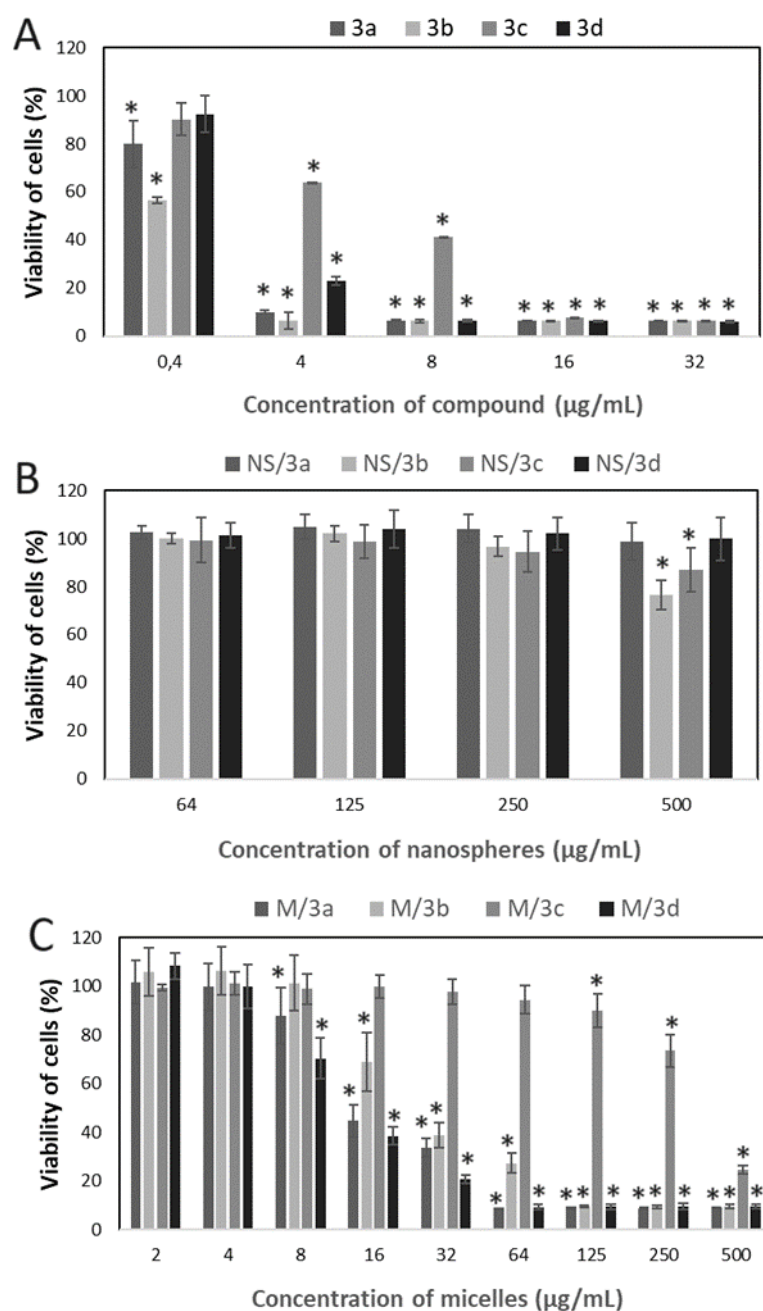 A
3a 3b 3c 3d
120
100
80
60
40
20
0
Viability of cells (%)
* * * * * * * * * * * * * * * * * *
0,4 4 8 16 32
Concentration of compound (µg/mL)
B
NS/3a NS/3b NS/3c NS/3d
120
100
80
60
40
20
0
Viability of cells (%)
* *
64 125 250 500
Concentration of nanospheres (µg/mL)
C
M/3a M/3b M/3c M/3d
120
100
80
60
40
20
0
Viability of cells (%)
* * * * * * * * * * * * * * * * * * * * * * *
2 4 8 16 32 64 125 250 500
Concentration of micelles (µg/mL)